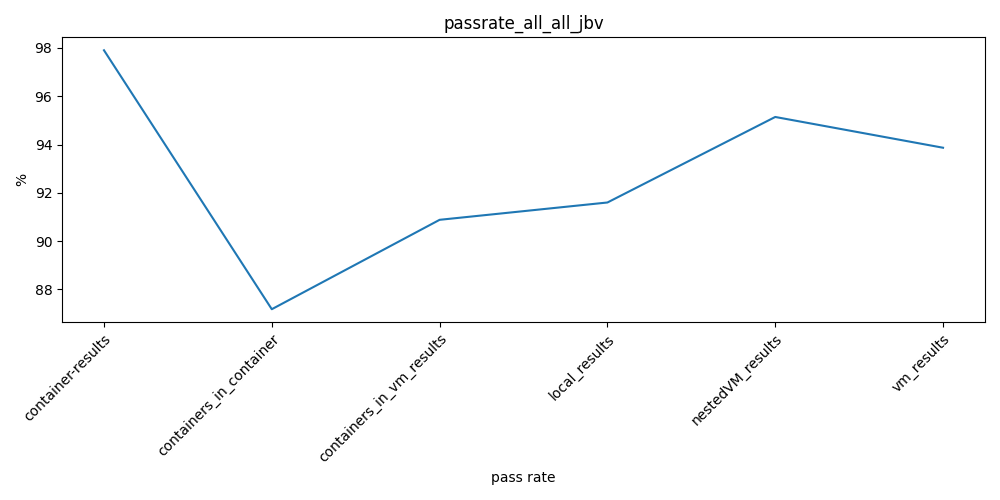 passrate_all_all_jbv
98
96
94
92
90
88
%
container-results
containers_in_container
containers_in_vm_results
local_results
nestedVM_results
vm_results
pass rate